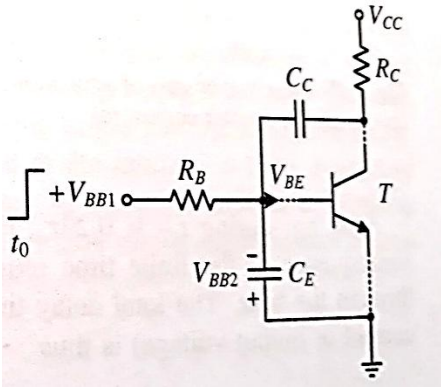 V_CC
R_C
C_C
R_B
V_BE
T
+V_BB1
t_0
V_BB2
-
+
C_E